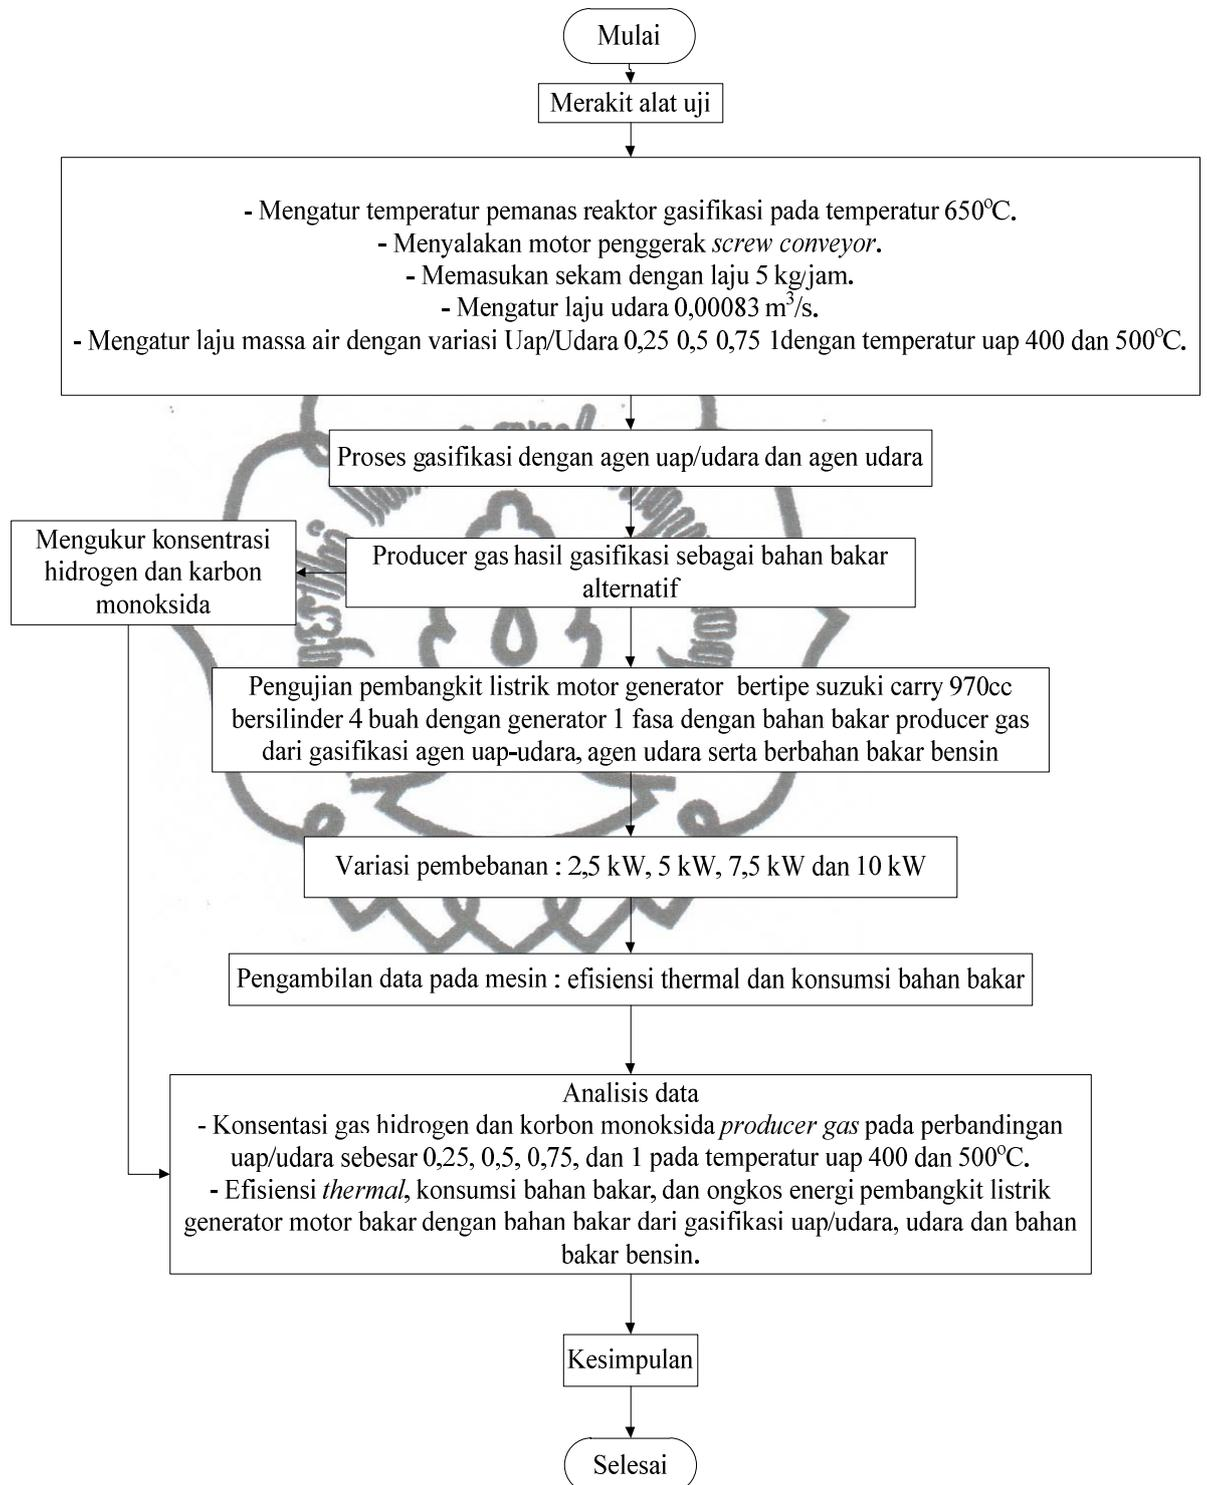 Mulai
Merakit alat uji
- Mengatur temperatur pemanas reaktor gasifikasi pada temperatur 650°C.
- Menyalakan motor penggerak screw conveyor.
- Memasukan sekam dengan laju 5 kg/jam.
- Mengatur laju udara 0,00083 m³/s.
- Mengatur laju massa air dengan variasi Uap/Udara 0,25 0,5 0,75 1dengan temperatur uap 400 dan 500°C.
Proses gasifikasi dengan agen uap/udara dan agen udara
Producer gas hasil gasifikasi sebagai bahan bakar
alternatif
Mengukur konsentrasi
hidrogen dan karbon
monoksida
Pengujian pembangkit listrik motor generator bertipe suzuki carry 970cc
bersilinder 4 buah dengan generator 1 fasa dengan bahan bakar producer gas
dari gasifikasi agen uap-udara, agen udara serta berbahan bakar bensin
Variasi pembebanan : 2,5 kW, 5 kW, 7,5 kW dan 10 kW
Pengambilan data pada mesin : efisiensi thermal dan konsumsi bahan bakar
Analisis data
- Konsentasi gas hidrogen dan korbon monoksida producer gas pada perbandingan
uap/udara sebesar 0,25, 0,5, 0,75, dan 1 pada temperatur uap 400 dan 500°C.
- Efisiensi thermal, konsumsi bahan bakar, dan ongkos energi pembangkit listrik
generator motor bakar dengan bahan bakar dari gasifikasi uap/udara, udara dan bahan
bakar bensin.
Kesimpulan
Selesai